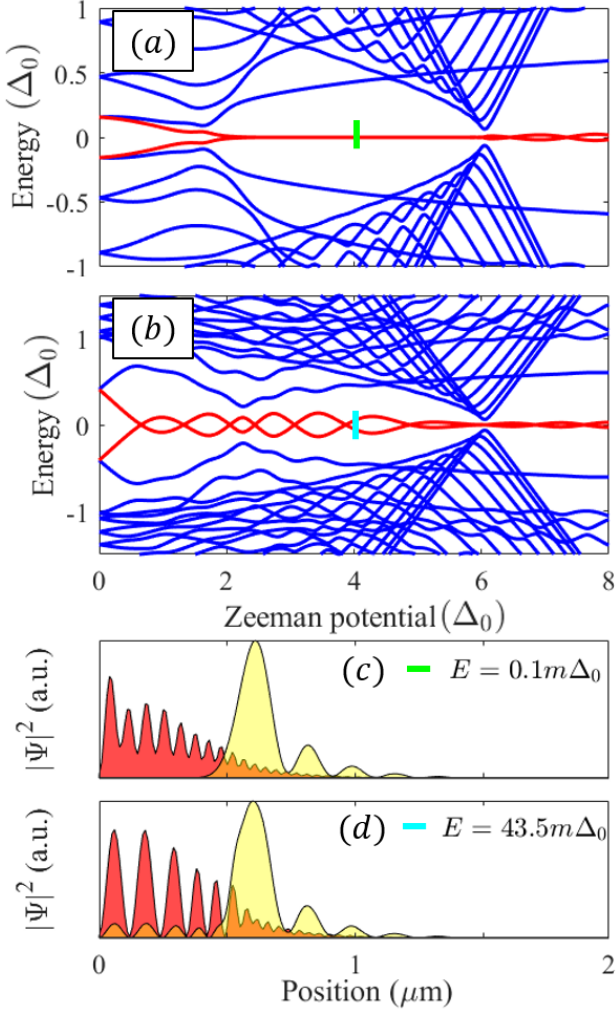 (a)
Energy (Δ₀)
1
0.5
0
-0.5
-1
(b)
Energy (Δ₀)
1
0
-1
0 2 4 6 8
Zeeman potential (Δ₀)
(c) E = 0.1mΔ₀
|Ψ|² (a.u.)
(d) E = 43.5mΔ₀
|Ψ|² (a.u.)
0 1 2
Position (μm)